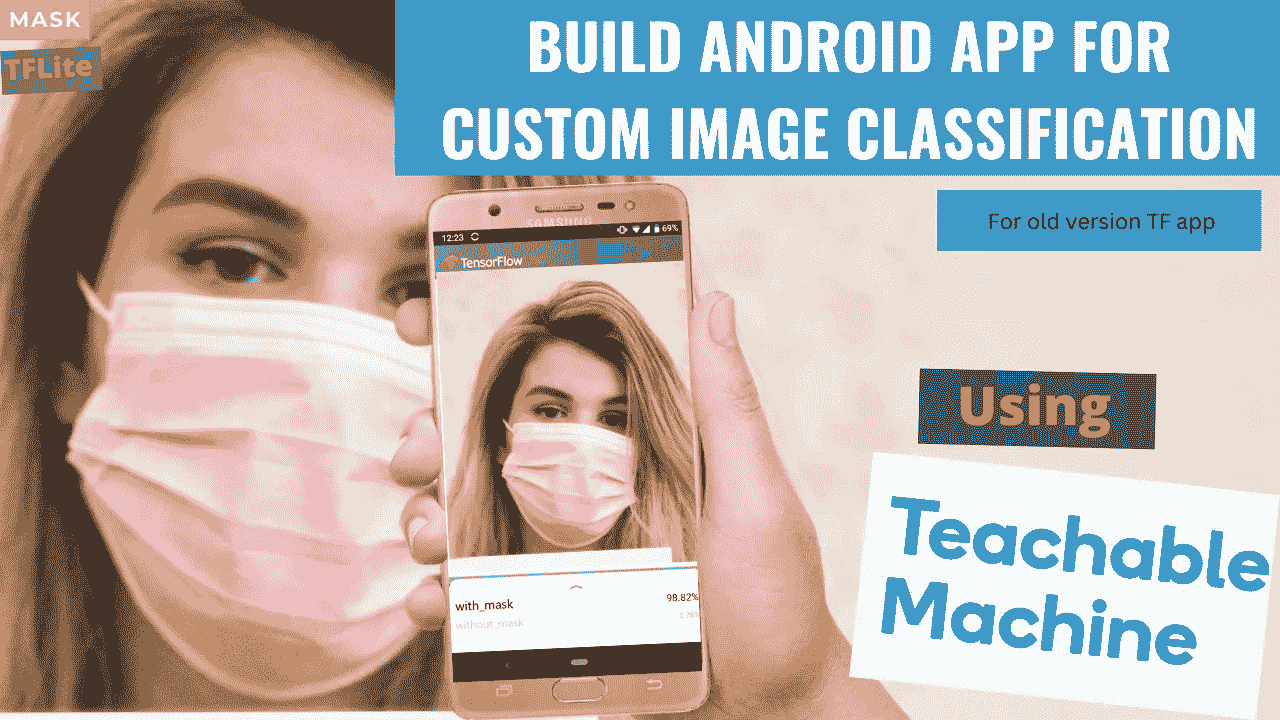 MASK
TFLite
BUILD ANDROID APP FOR
CUSTOM IMAGE CLASSIFICATION
For old version TF app
SAMSUNG
12:23
69%
TensorFlow
Using
Teachable
Machine
with_mask 98.82%
without_mask